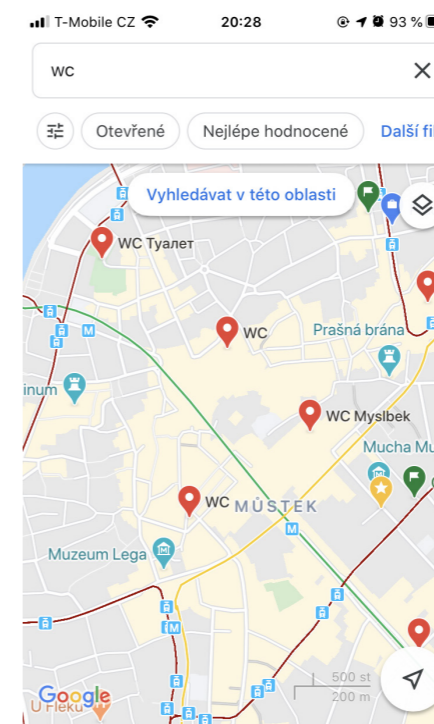 T-Mobile CZ 20:28 93 %
wc
Otevřené Nejlépe hodnocené Další fi
Vyhledávat v této oblasti
WC Туалет
WC
Prašná brána
inum
WC Myslbek
Mucha Mu
WC
MŮSTEK
M
M
M
Muzeum Lega
500 st
200 m
Google
U Fleků